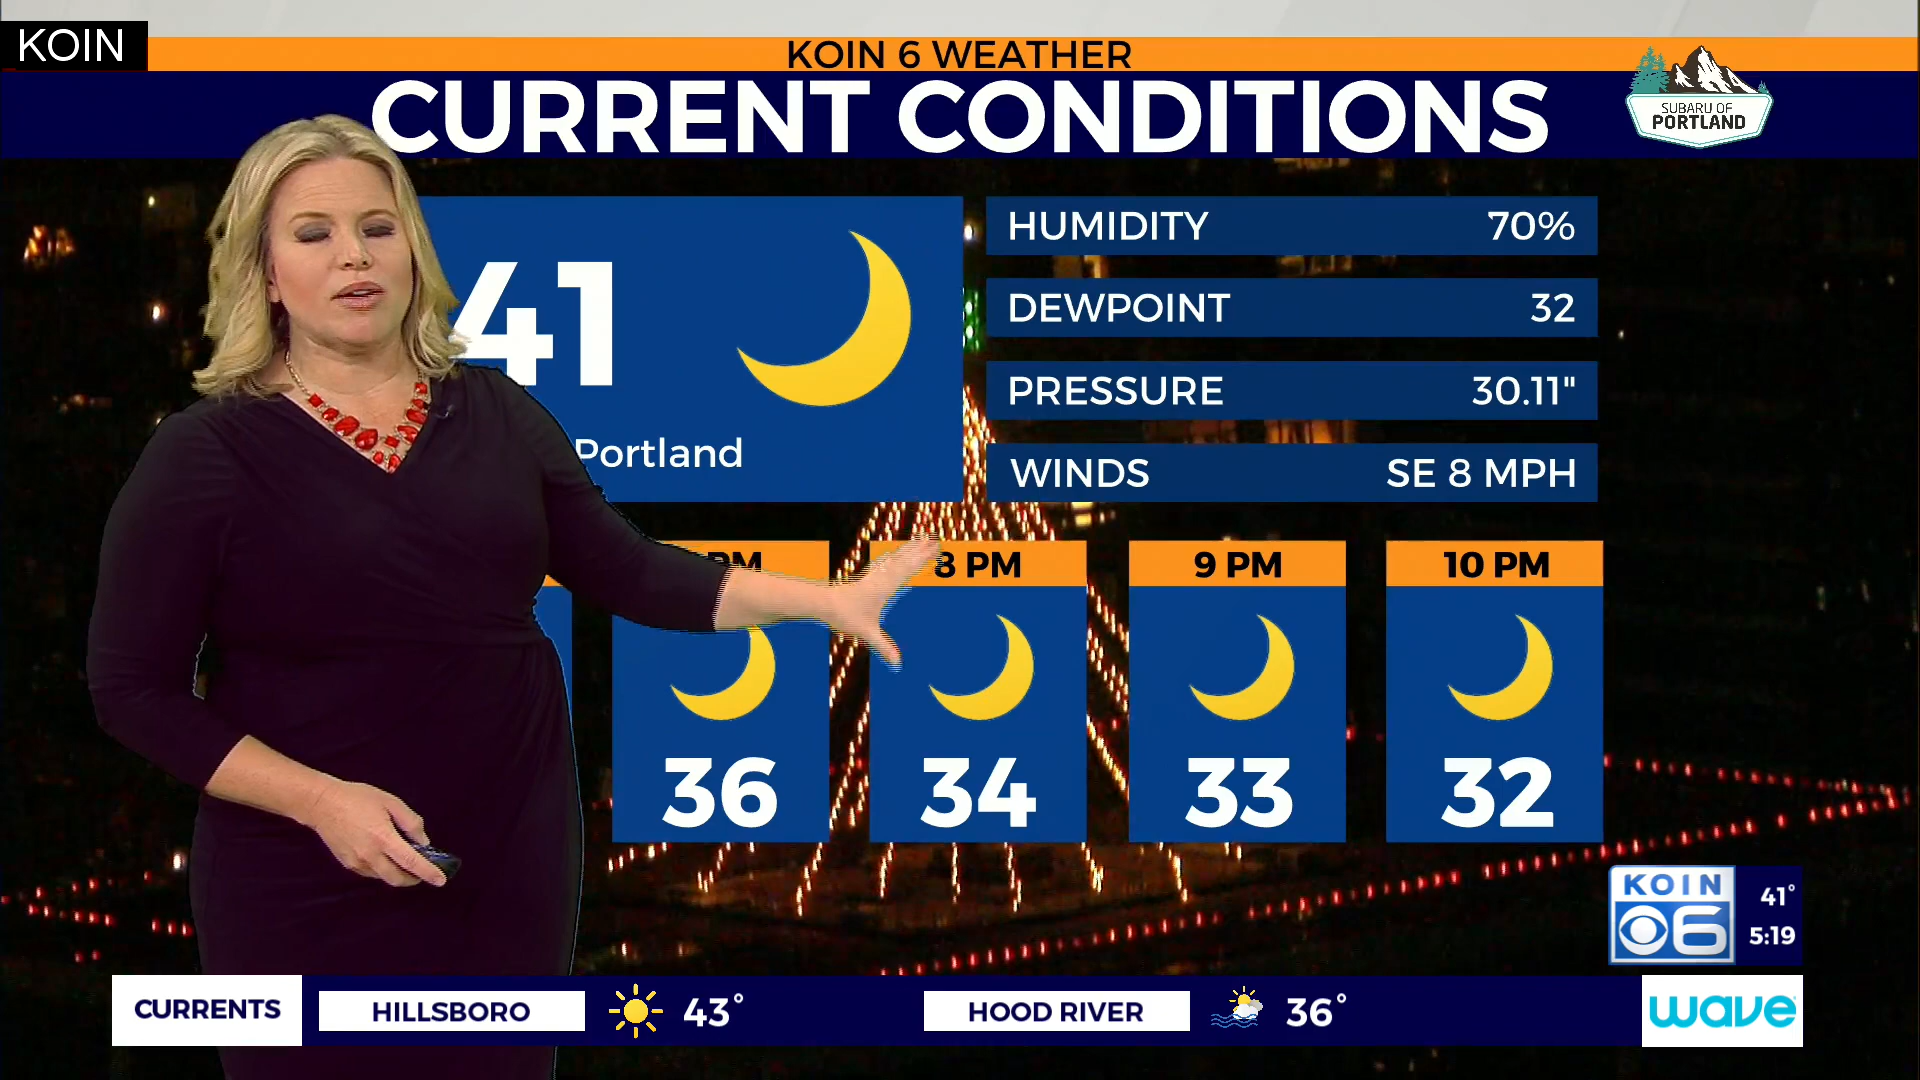 KOIN
KOIN 6 WEATHER
CURRENT CONDITIONS
SUBARU OF
PORTLAND
41
Portland
HUMIDITY 70%
DEWPOINT 32
PRESSURE 30.11"
WINDS SE 8 MPH
PM
8 PM
9 PM
10 PM
36
34
33
32
KOIN
6
41°
5:19
CURRENTS
HILLSBORO 43°
HOOD RIVER 36°
wave